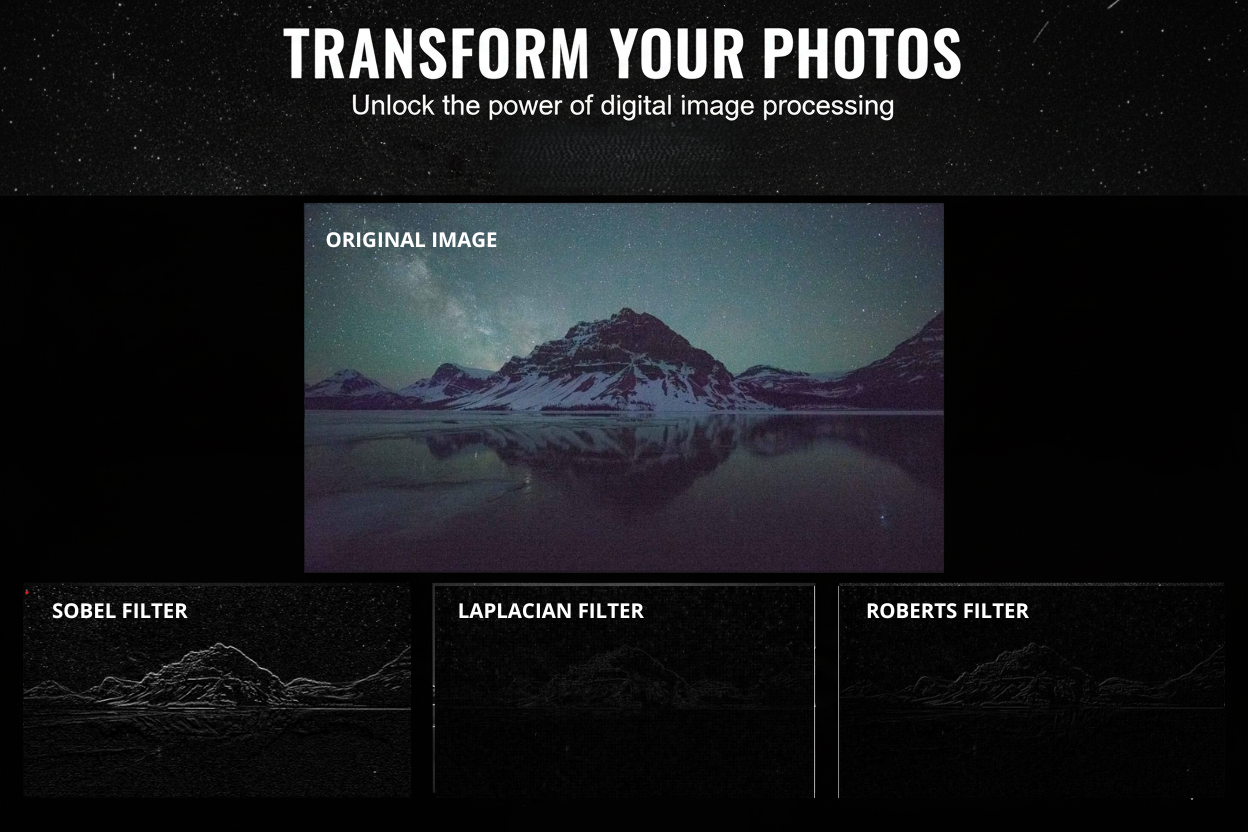 TRANSFORM YOUR PHOTOS
Unlock the power of digital image processing
ORIGINAL IMAGE
SOBEL FILTER
LAPLACIAN FILTER
ROBERTS FILTER